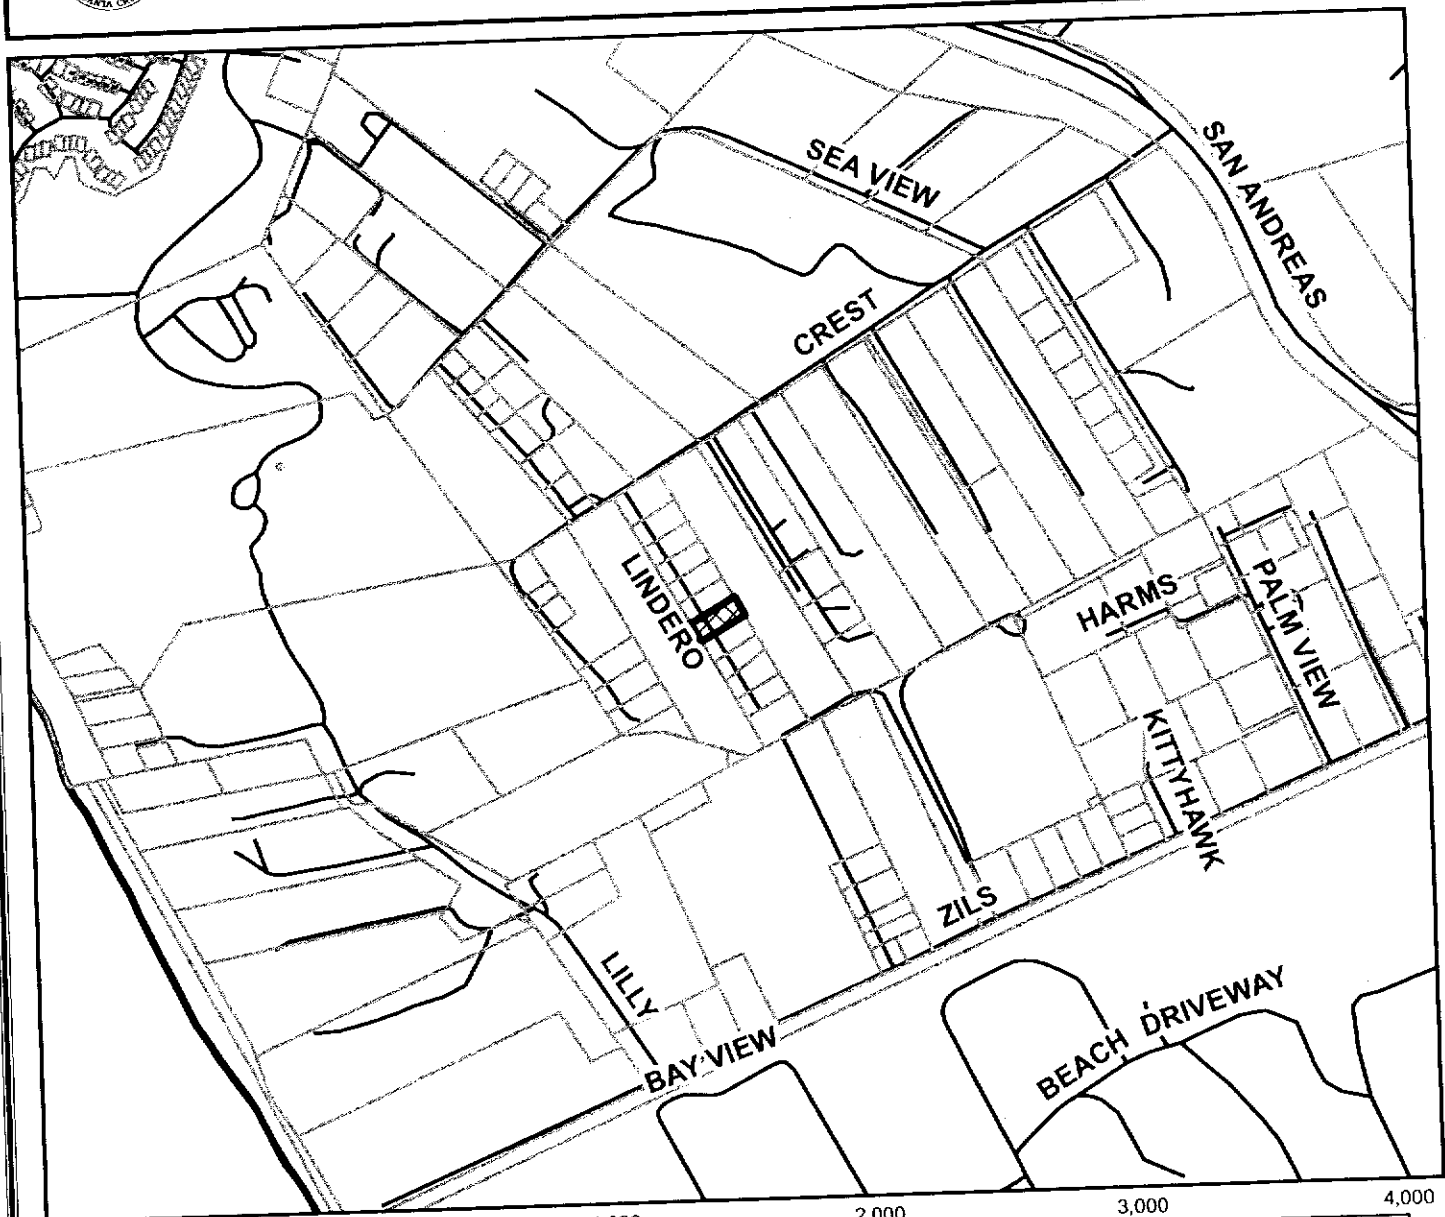 SEA VIEW
SAN ANDREAS
CREST
LINDERO
HARMS
PALM VIEW
KITTYHAWK
ZILS
LILLY
BAY VIEW
BEACH DRIVEWAY
2,000
3,000
4,000